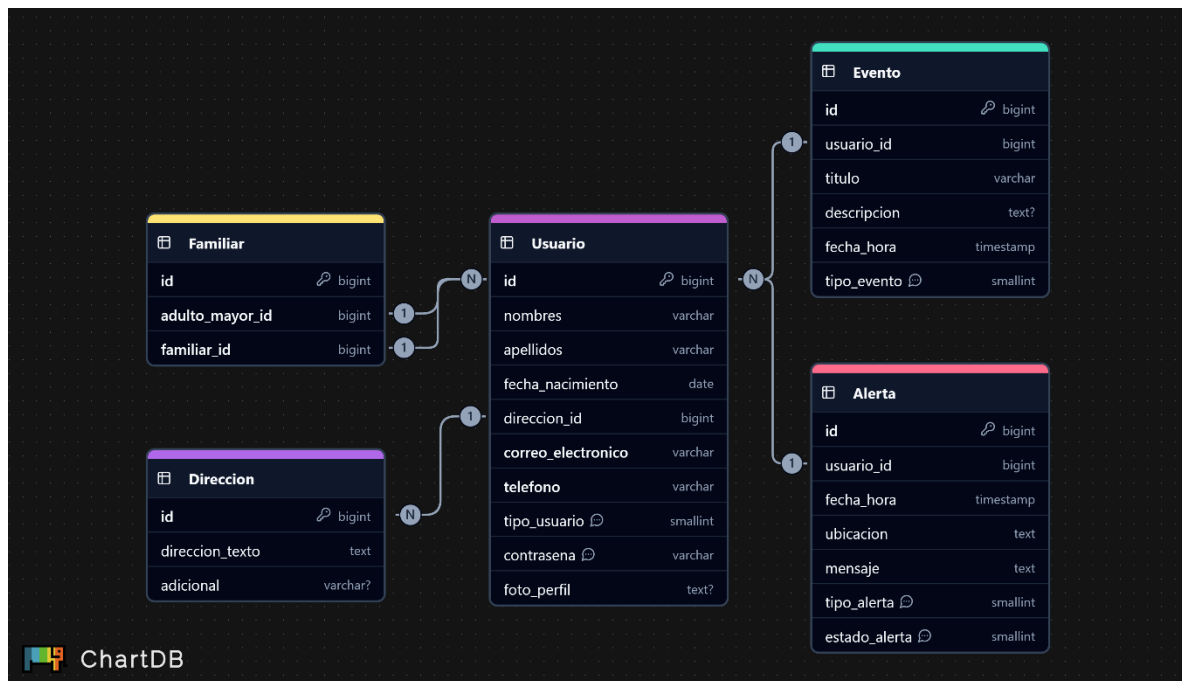 Familiar
id bigint
adulto_mayor_id bigint
1
familiar_id bigint
1
Direccion
id bigint
N
direccion_texto text
adicional varchar?
Usuario
N
id bigint
N
nombres varchar
apellidos varchar
fecha_nacimiento date
1
direccion_id bigint
correo_electronico varchar
telefono varchar
tipo_usuario smallint
contrasena varchar
foto_perfil text?
Evento
id bigint
1
usuario_id bigint
titulo varchar
descripcion text?
fecha_hora timestamp
tipo_evento smallint
Alerta
id bigint
1
usuario_id bigint
fecha_hora timestamp
ubicacion text
mensaje text
tipo_alerta smallint
estado_alerta smallint
ChartDB